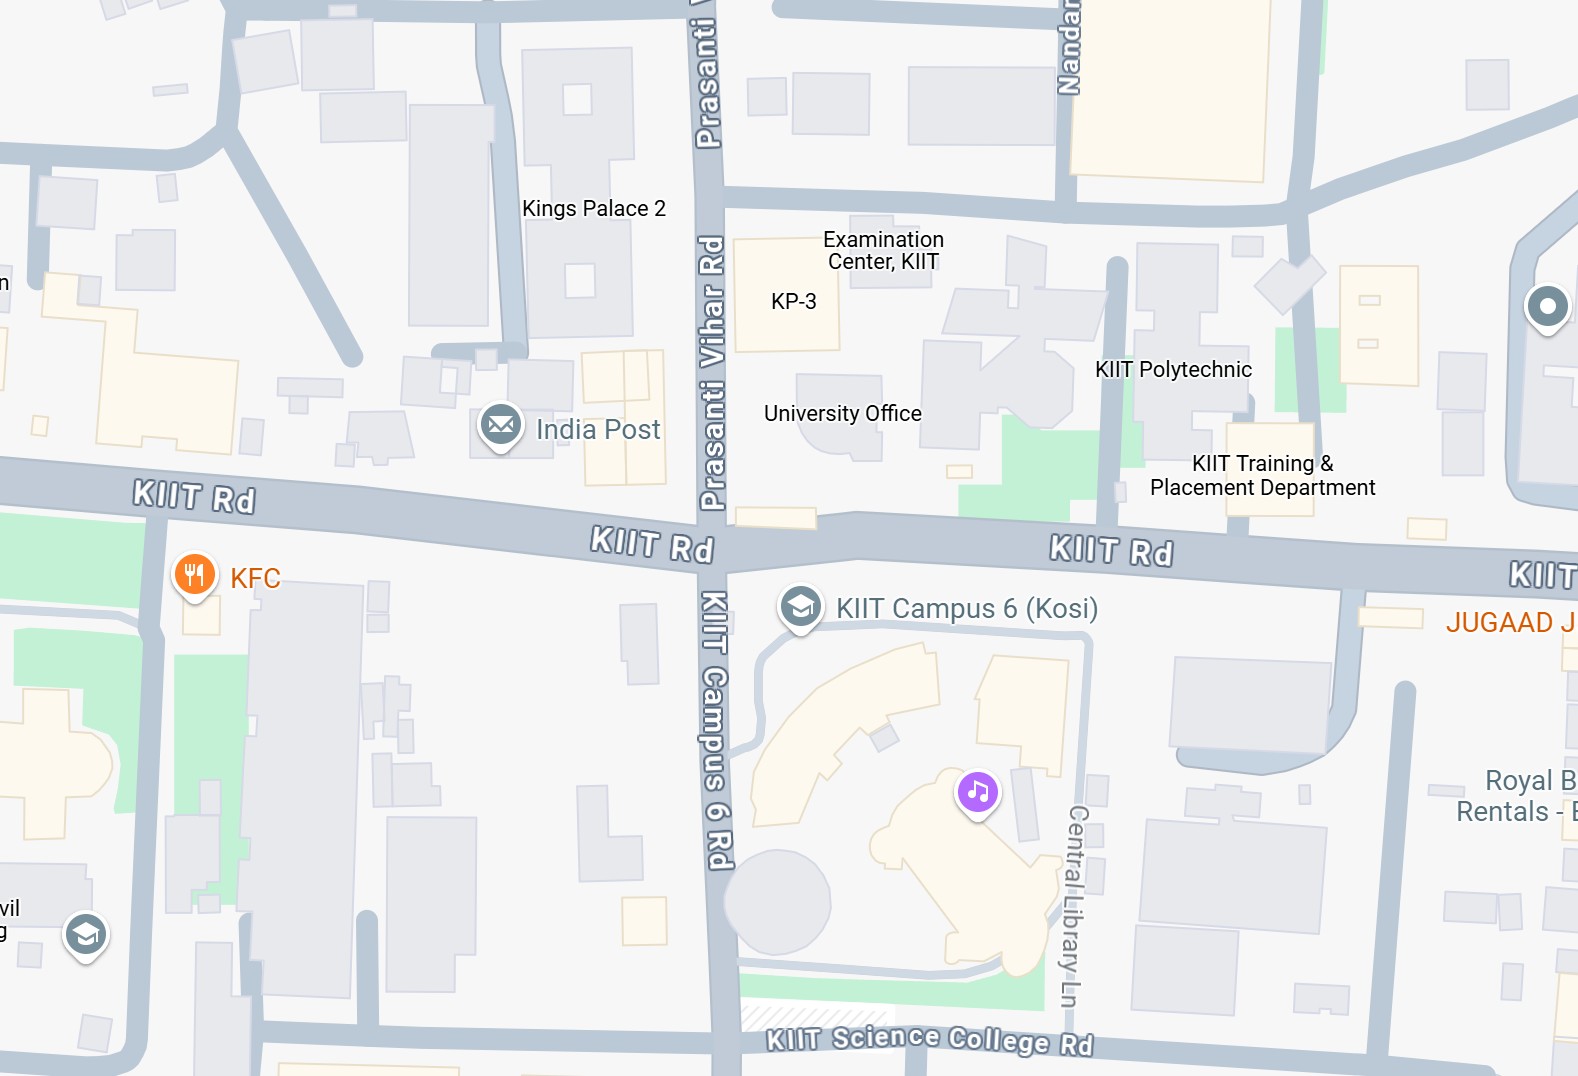 Prasanti V
Nandan
Kings Palace 2
Examination
Center, KIIT
KP-3
Prasanti Vihar Rd
KIIT Polytechnic
University Office
India Post
KIIT Training &
Placement Department
KIIT Rd
KIIT Rd
KIIT Rd
KIIT
KFC
KIIT Campus 6 (Kosi)
JUGAAD J
KIIT Campus 6 Rd
Royal B
Rentals - B
Central Library Ln
vil
g
n
KIIT Science College Rd